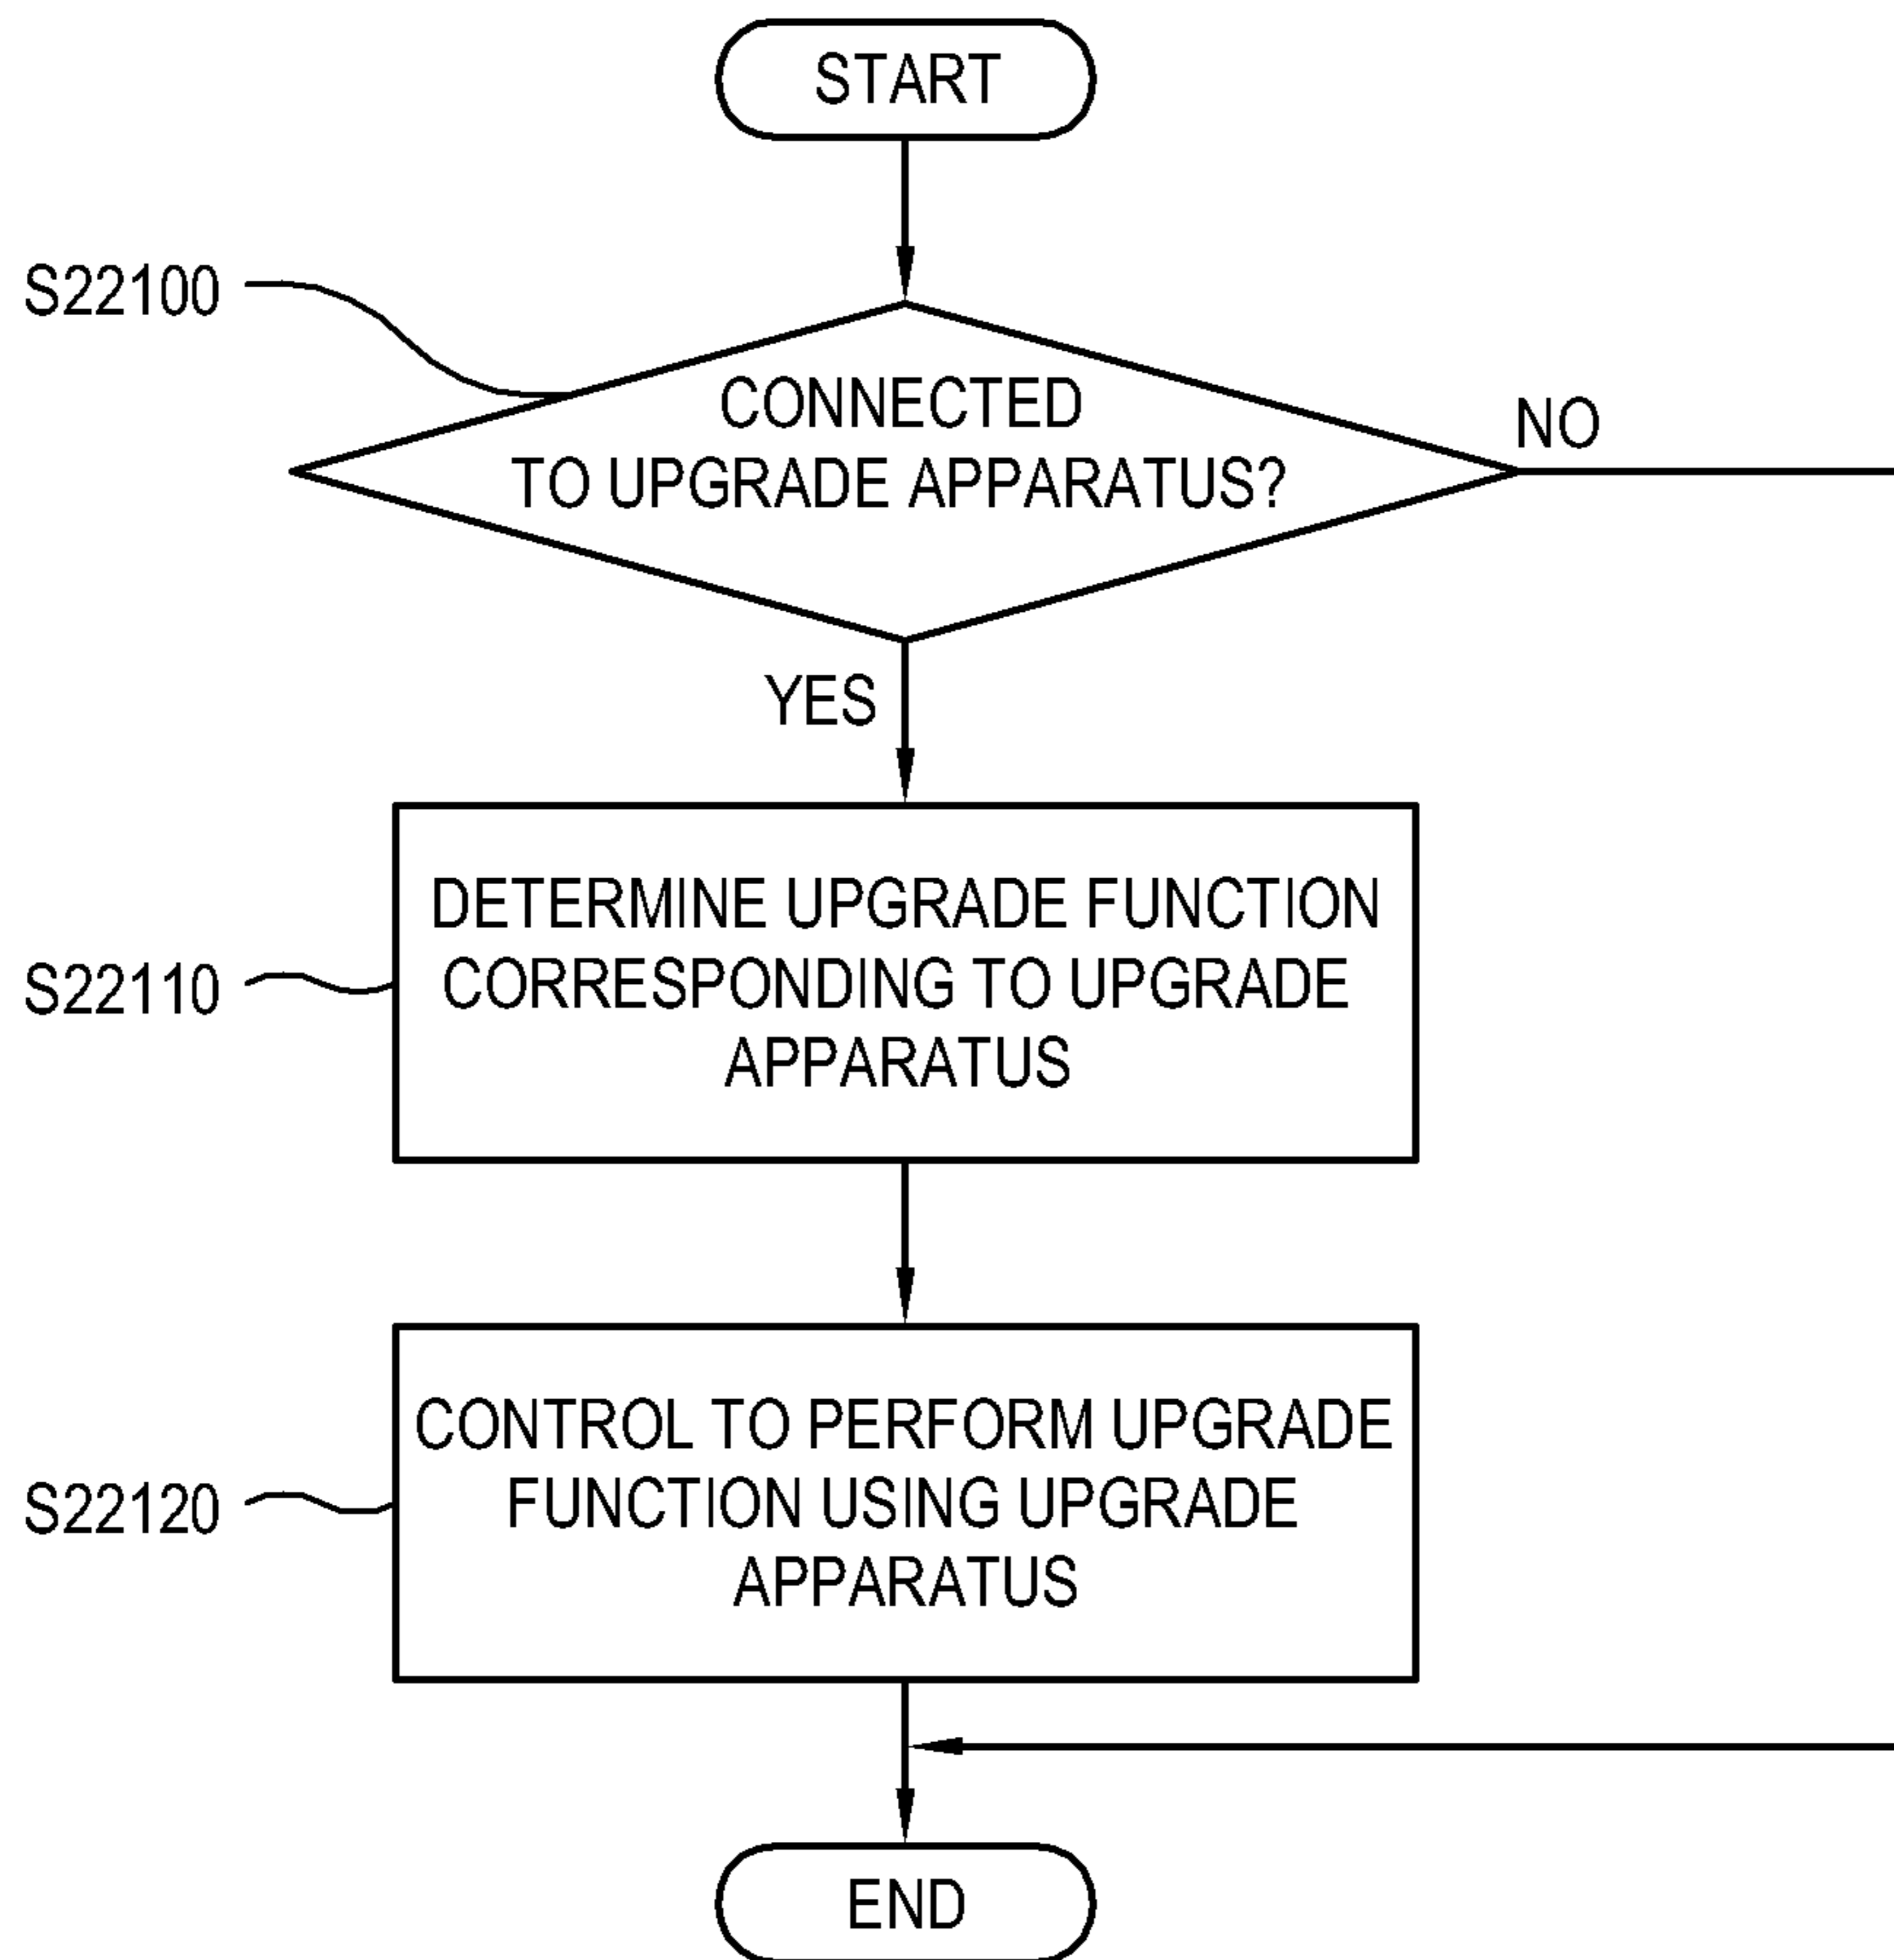 START
S22100
CONNECTED
TO UPGRADE APPARATUS?
NO
YES
DETERMINE UPGRADE FUNCTION
CORRESPONDING TO UPGRADE
APPARATUS
S22110
CONTROL TO PERFORM UPGRADE
FUNCTION USING UPGRADE
APPARATUS
S22120
END